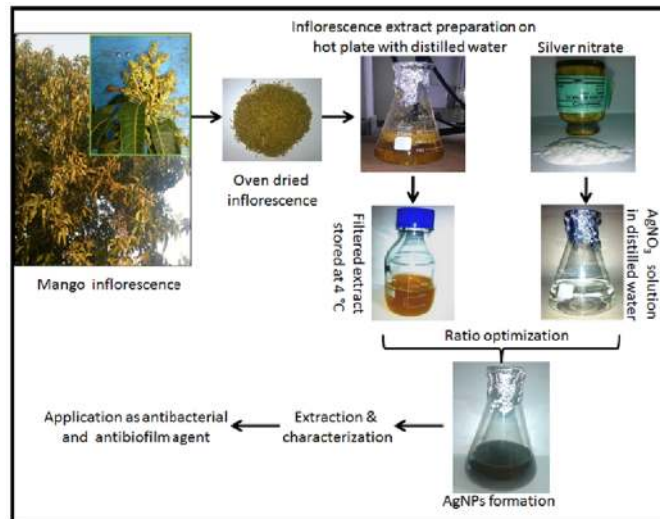 Inflorescence extract preparation on
hot plate with distilled water
Silver nitrate
Oven dried
inflorescence
Mango inflorescence
Filtered extract
stored at 4 °C
AgNO₃ solution
in distilled water
Ratio optimization
Application as antibacterial
and antibiofilm agent
Extraction &
characterization
AgNPs formation